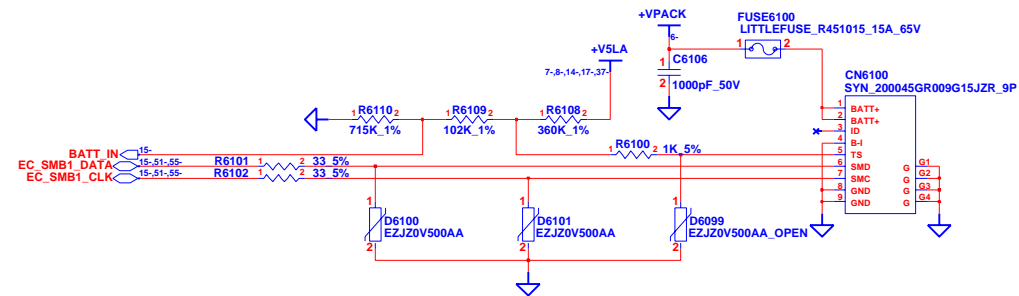 +VPACK
6-
FUSE6100
LITTLEFUSE_R451015_15A_65V
1 2
+V5LA
7-,8-,14-,17-,37-
1
C6106
2
1000pF_50V
CN6100
SYN_200045GR009G15JZR_9P
1 R6110 2
715K_1%
1 R6109 2
102K_1%
1 R6108 2
360K_1%
1 BATT+
2 BATT+
3 ID
4 B-I
5 TS
6 SMD
7 SMC
8 GND
9 GND
G G1
G G2
G G3
G G4
R6100
1 2
1K_5%
BATT_IN 15-
EC_SMB1_DATA 15-,51-,55-
EC_SMB1_CLK 15-,51-,55-
R6101 1 2 33_5%
R6102 1 2 33_5%
1
D6100
EZJZ0V500AA
2
1
D6101
EZJZ0V500AA
2
1
D6099
EZJZ0V500AA_OPEN
2